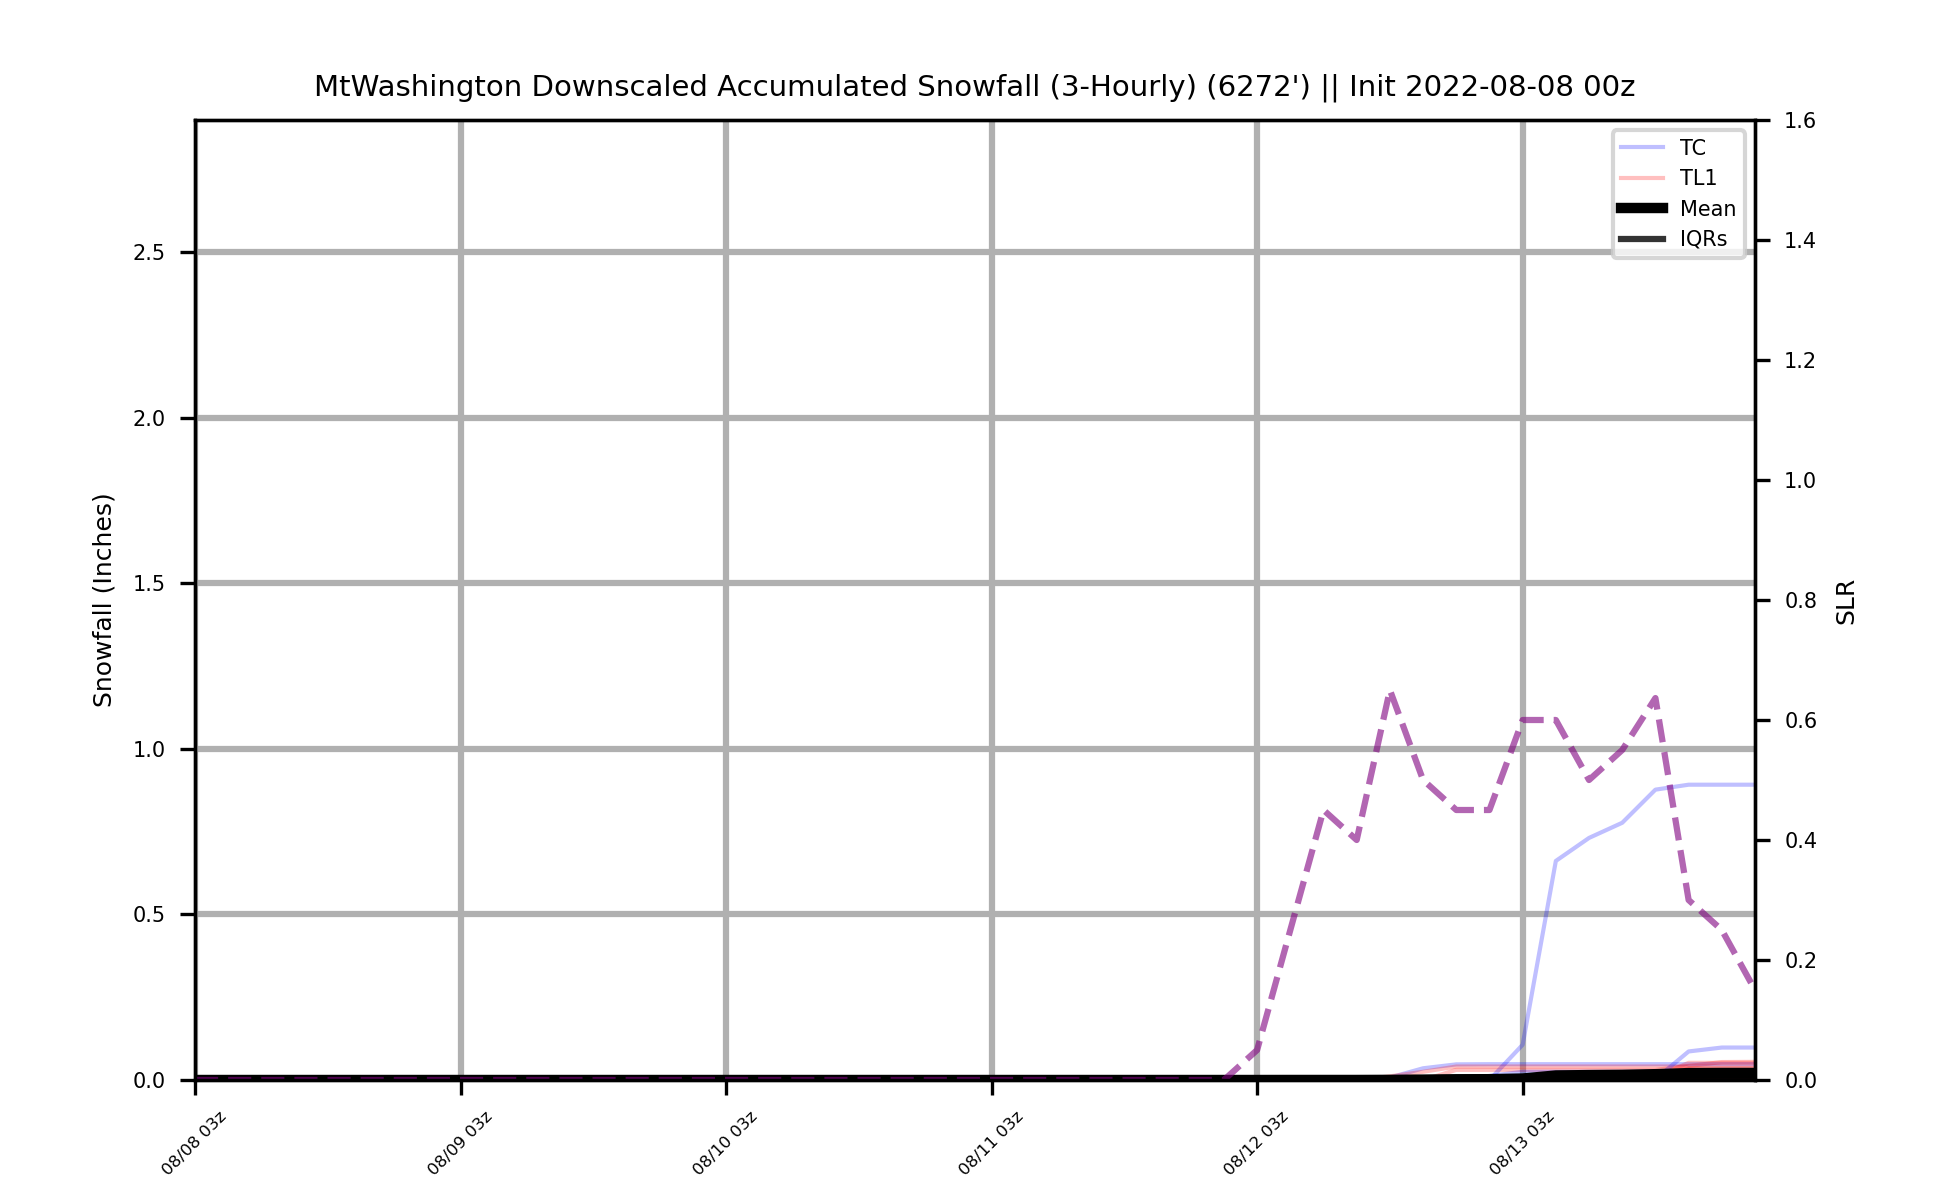 MtWashington Downscaled Accumulated Snowfall (3-Hourly) (6272') || Init 2022-08-08 00z
TC
TL1
Mean
IQRs
Snowfall (Inches)
2.5
2.0
1.5
1.0
0.5
0.0
SLR
1.6
1.4
1.2
1.0
0.8
0.6
0.4
0.2
0.0
08/08 03z
08/09 03z
08/10 03z
08/11 03z
08/12 03z
08/13 03z